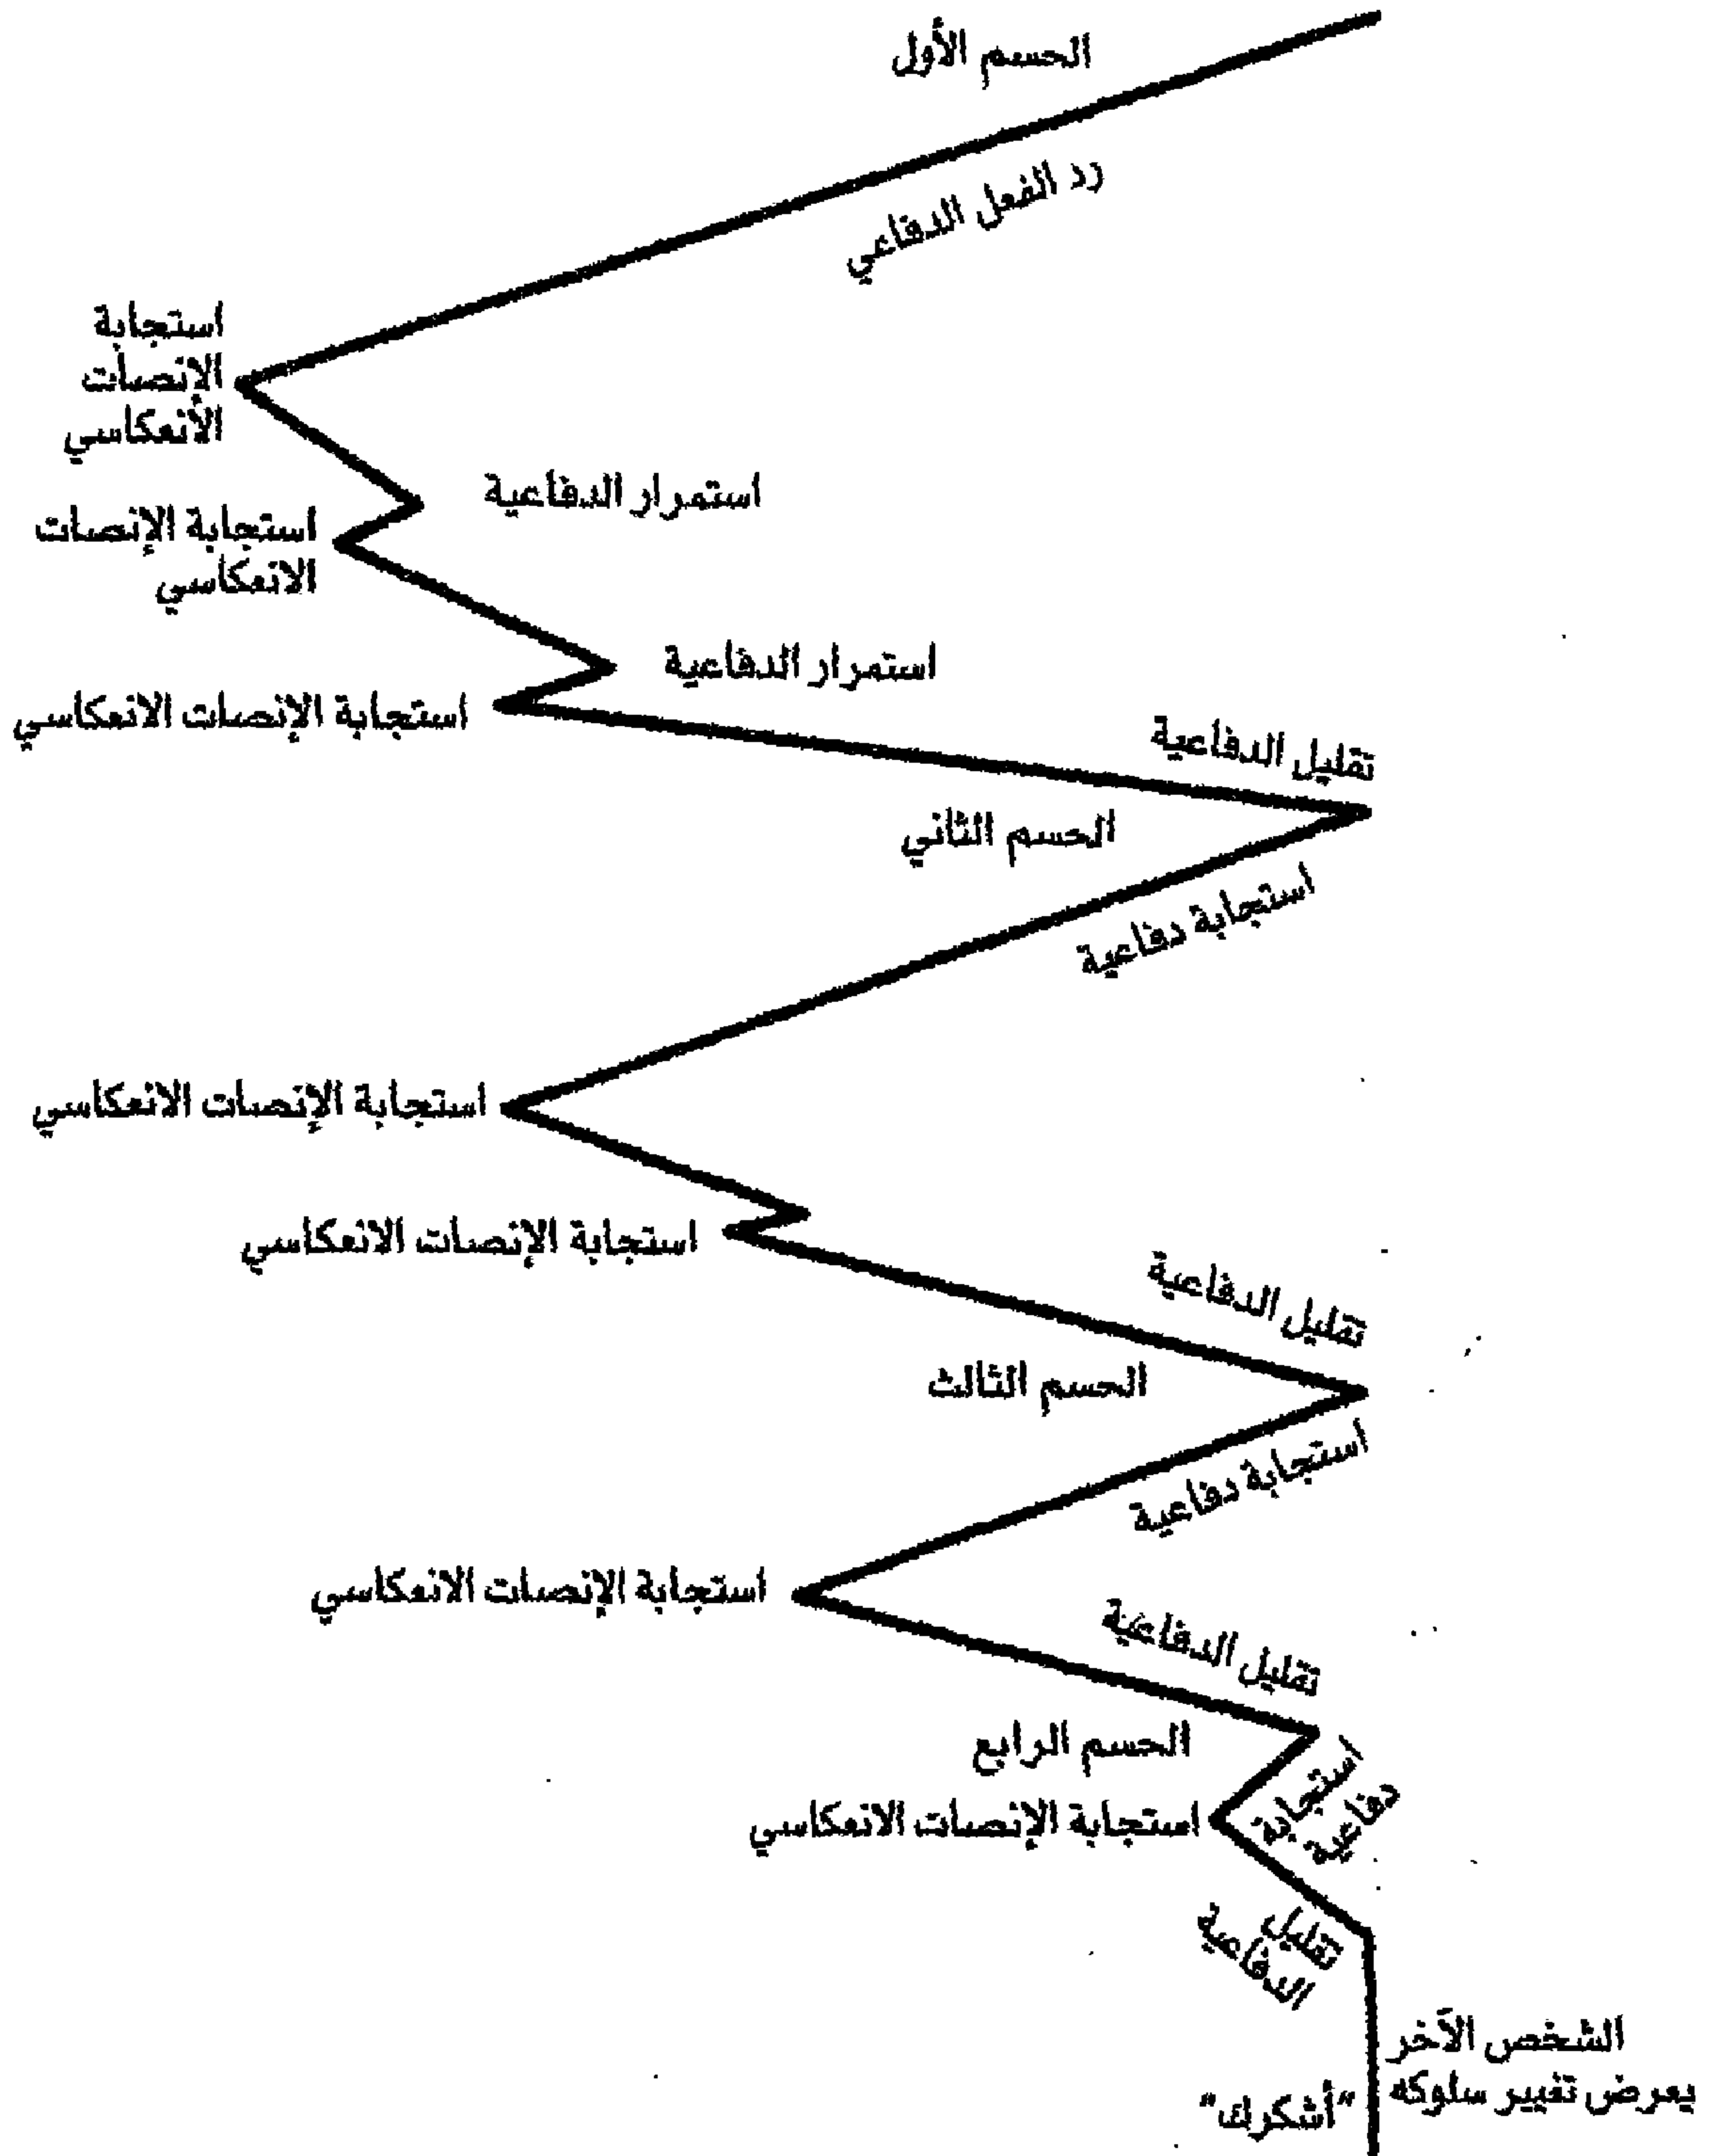 الحسم الأول
رد الفعل الدفاعي
استجابة
الإنصات
الأنعكاسي
استمرار الدفاعية
استجابة الإنصات
الانعكاسي
استمرار الدفاعية
استجابة الإنصات الانعكاسي
تقليل الدفاعية
الحسم الثاني
استجابة دفاعية
استجابة الإنصات الانعكاسي
استجابة الإنصات الانعكاسي
تقليل الدفاعية
الحسم الثالث
استجابة دفاعية
استجابة الإنصات الانعكاسي
تقليل الدفاعية
الحسم الرابع
استجابة
دفاعية
استجابة الإنصات الانعكاسي
تقليل
الدفاعية
الشخص الآخر
يعرض تغيير سلوكه
"أشكرك"